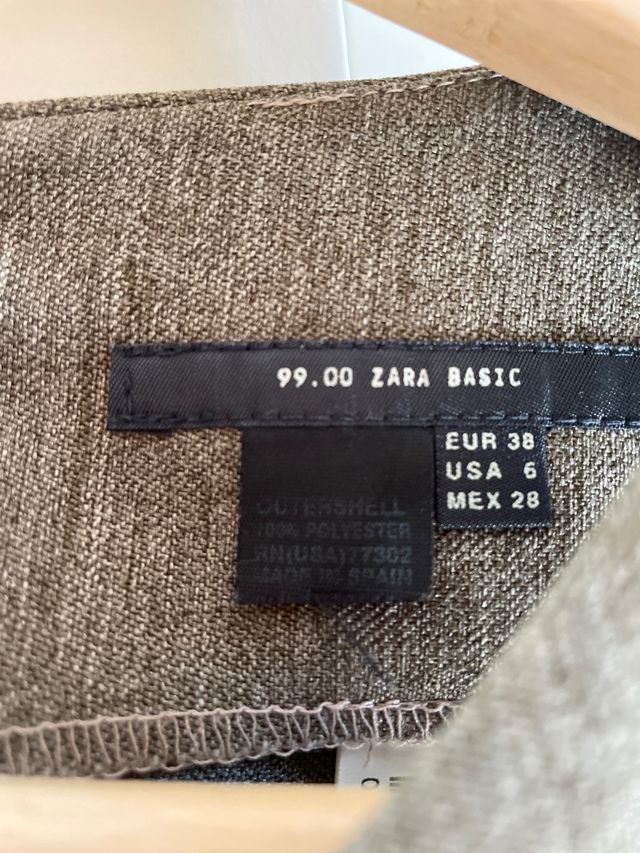 99.00 ZARA BASIC
EUR 38
USA 6
MEX 28
OUTERSHELL
100% POLYESTER
RN(USA)77302
MADE IN SPAIN